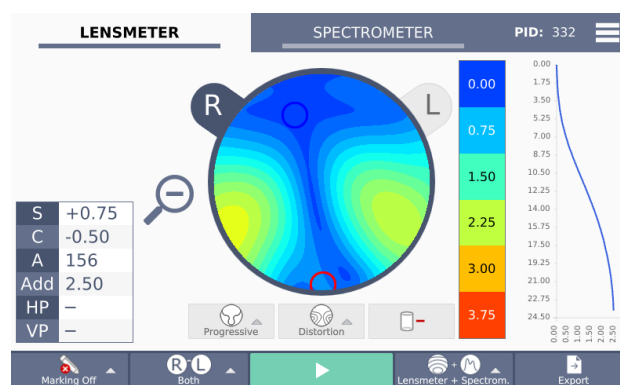 LENSMETER
SPECTROMETER
PID: 332
R
L
0.00
0.75
1.50
2.25
3.00
3.75
0.00
1.75
3.50
5.25
7.00
8.75
10.50
12.25
14.00
15.75
17.50
19.25
21.00
22.75
24.50
0.00
0.50
1.00
1.50
2.00
2.50
S +0.75
C -0.50
A 156
Add 2.50
HP –
VP –
Progressive
Distortion
Marking Off
R-L
Both
Lensmeter + Spectrom.
Export